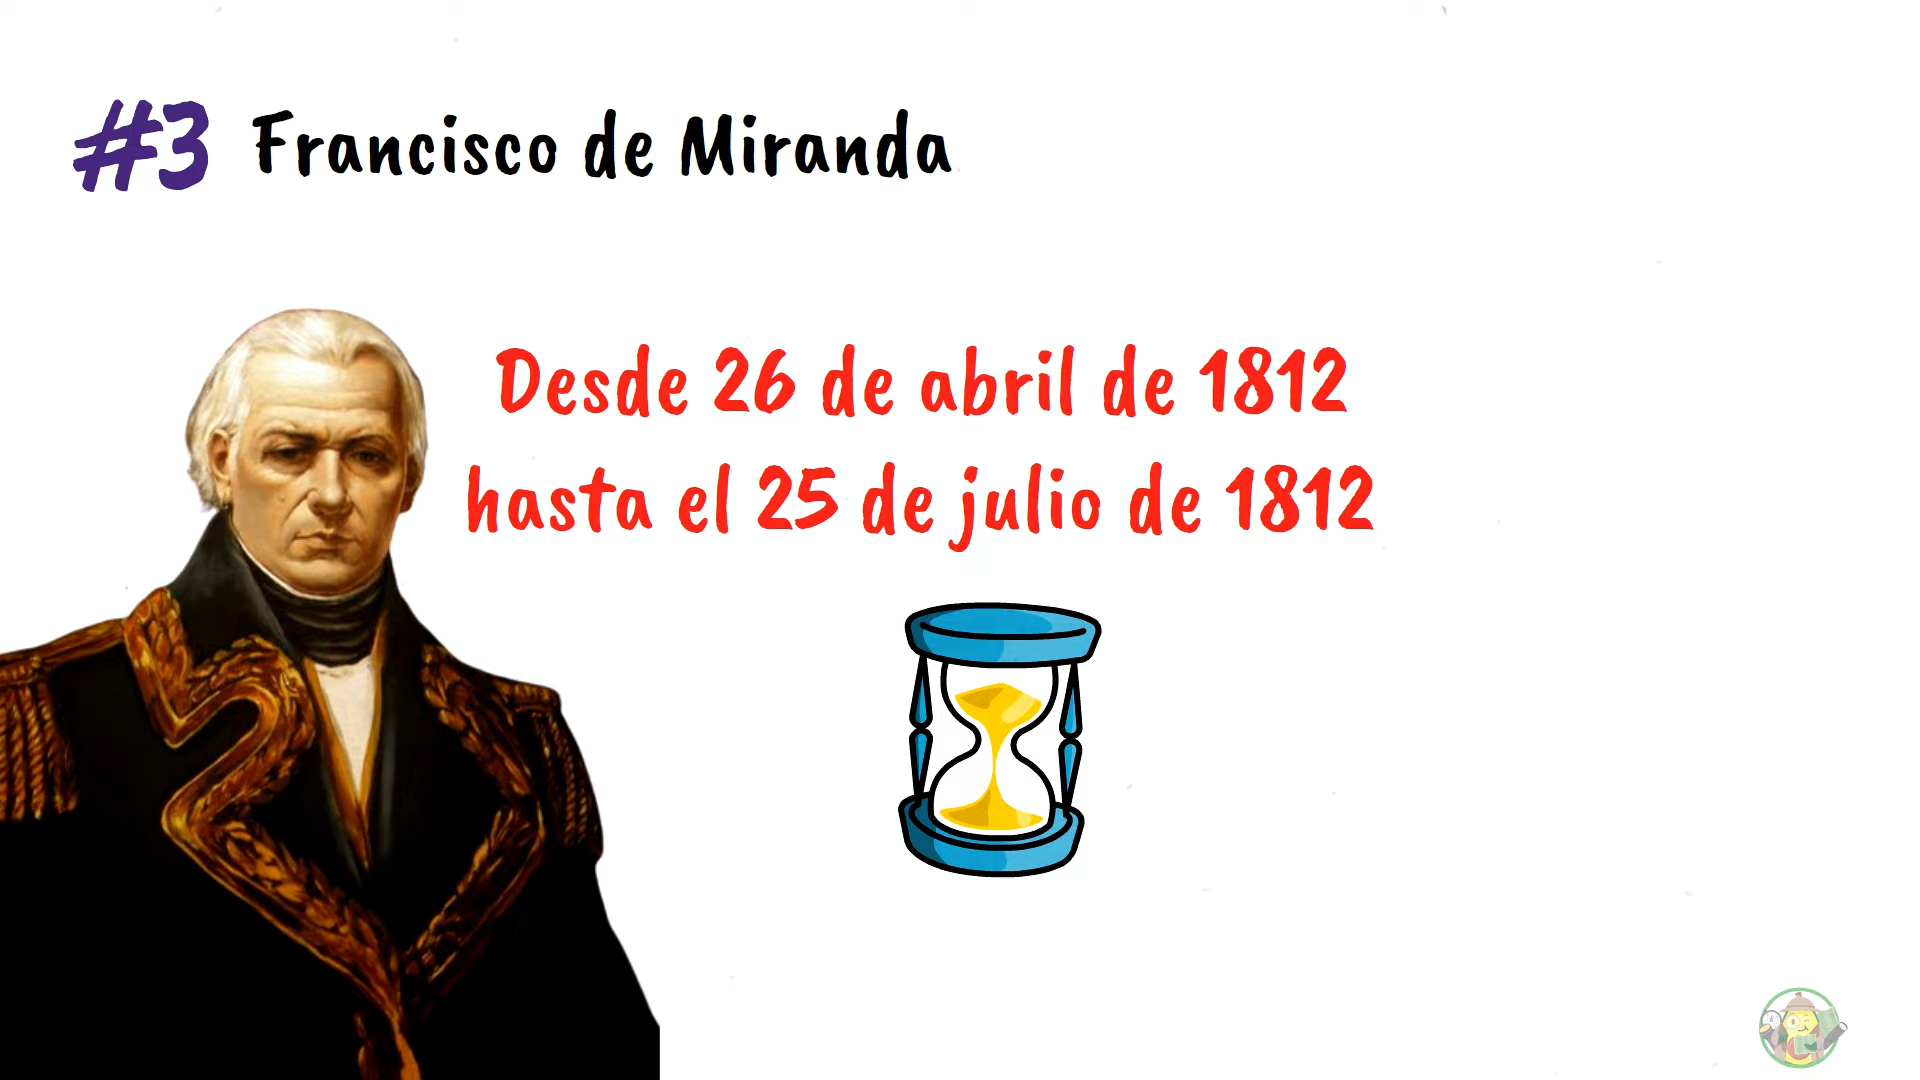 #3 Francisco de Miranda
Desde 26 de abril de 1812
hasta el 25 de julio de 1812